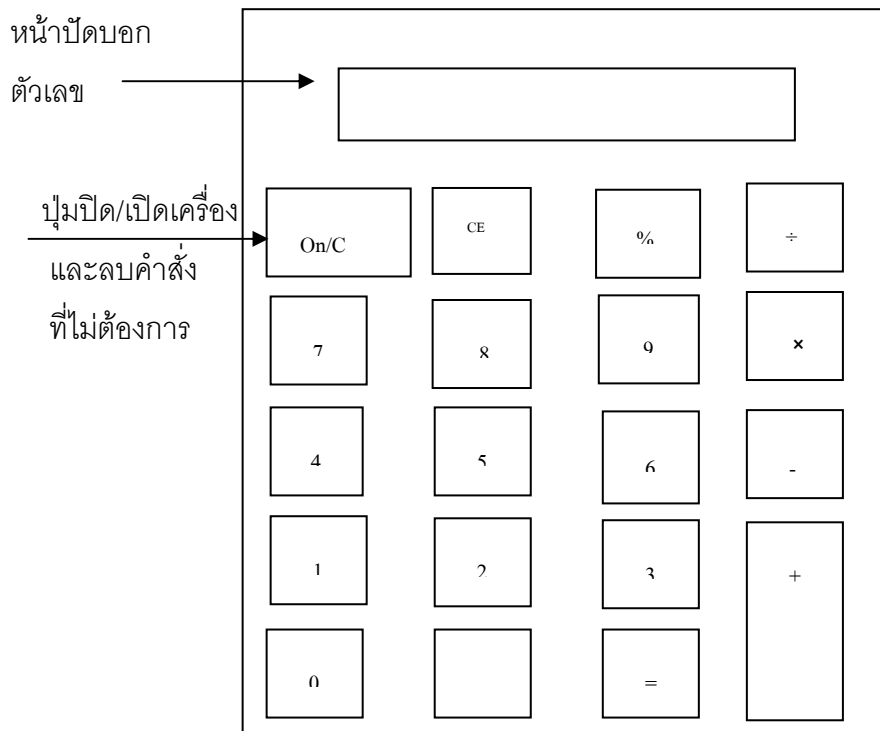 หน้าปัดบอก
ตัวเลข
ปุ่มปิด/เปิดเครื่อง
และลบคำสั่ง
ที่ไม่ต้องการ
On/C CE % ÷
7 8 9 ×
4 5 6 -
1 2 3 +
0 =